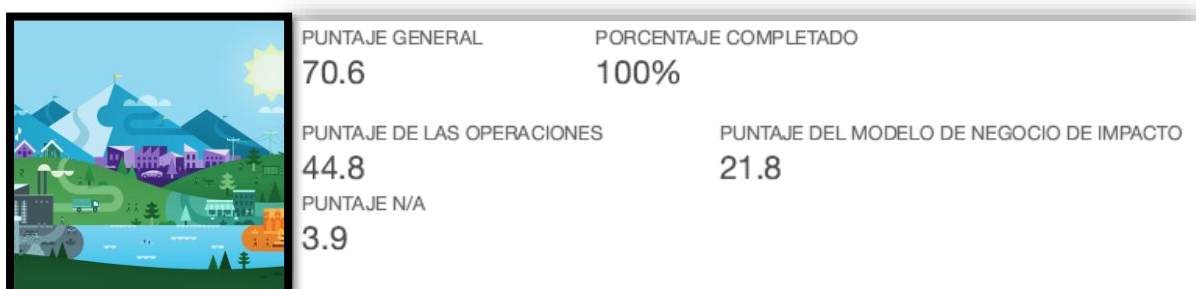 PUNTAJE GENERAL PORCENTAJE COMPLETADO
70.6 100%
PUNTAJE DE LAS OPERACIONES PUNTAJE DEL MODELO DE NEGOCIO DE IMPACTO
44.8 21.8
PUNTAJE N/A
3.9